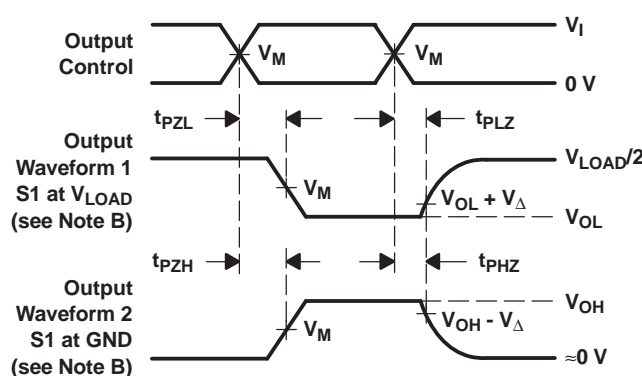 Output
Control
V_I
V_M
V_M
0 V
t_PZL
t_PLZ
Output
Waveform 1
S1 at V_LOAD
(see Note B)
V_LOAD/2
V_M
V_OL + V_Δ
V_OL
t_PZH
t_PHZ
Output
Waveform 2
S1 at GND
(see Note B)
V_OH
V_M
V_OH - V_Δ
≈0 V